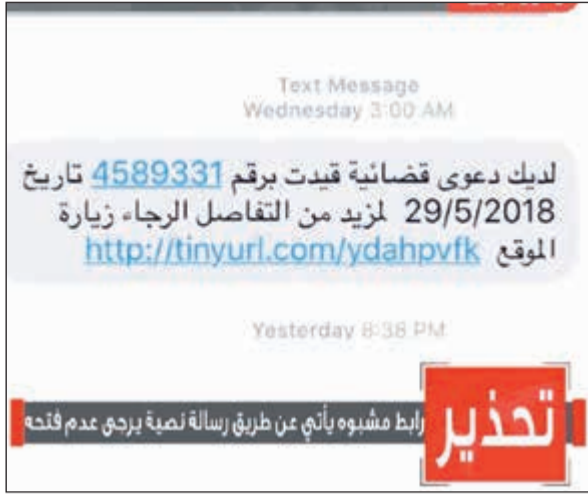 Text Message
Wednesday 3:00 AM
لديك دعوى قضائية قيدت برقم 4589331 تاريخ
29/5/2018 لمزيد من التفاصل الرجاء زيارة
الموقع http://tinyurl.com/ydahpvfk
Yesterday 8:38 PM
تحذير
رابط مشبوه يأتي عن طريق رسالة نصية يرجى عدم فتحه